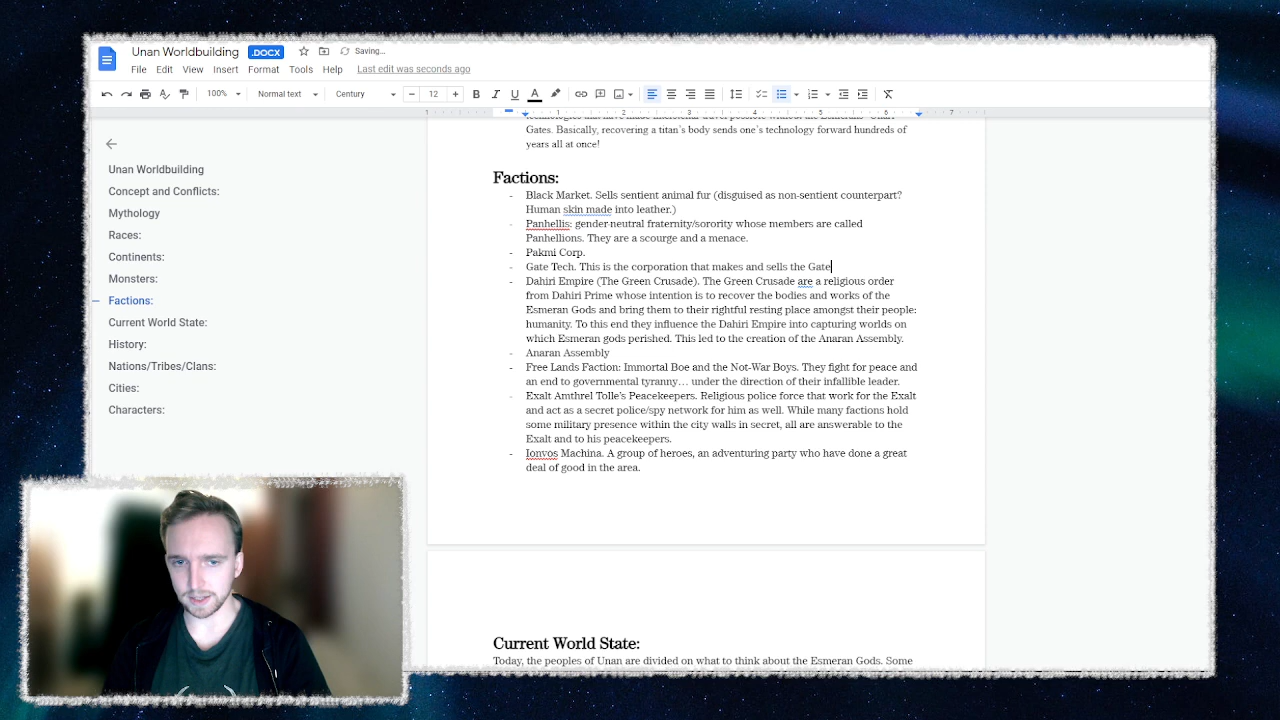 Unan Worldbuilding .DOCX Saving...
File Edit View Insert Format Tools Help Last edit was seconds ago
100% Normal text Century 12
1 1 2 3 4 5 6 7
Unan Worldbuilding
Concept and Conflicts:
Mythology
Races:
Continents:
Monsters:
Factions:
Current World State:
History:
Nations/Tribes/Clans:
Cities:
Characters:
Gates. Basically, recovering a titan's body sends one's technology forward hundreds of
years all at once!
Factions:
- Black Market. Sells sentient animal fur (disguised as non-sentient counterpart?
Human skin made into leather.)
- Panhellis: gender-neutral fraternity/sorority whose members are called
Panhellions. They are a scourge and a menace.
- Pakmi Corp.
- Gate Tech. This is the corporation that makes and sells the Gate
- Dahiri Empire (The Green Crusade). The Green Crusade are a religious order
from Dahiri Prime whose intention is to recover the bodies and works of the
Esmeran Gods and bring them to their rightful resting place amongst their people:
humanity. To this end they influence the Dahiri Empire into capturing worlds on
which Esmeran gods perished. This led to the creation of the Anaran Assembly.
- Anaran Assembly
- Free Lands Faction: Immortal Boe and the Not-War Boys. They fight for peace and
an end to governmental tyranny… under the direction of their infallible leader.
- Exalt Amthrel Tolle's Peacekeepers. Religious police force that work for the Exalt
and act as a secret police/spy network for him as well. While many factions hold
some military presence within the city walls in secret, all are answerable to the
Exalt and to his peacekeepers.
- Ionvos Machina. A group of heroes, an adventuring party who have done a great
deal of good in the area.
Current World State:
Today, the peoples of Unan are divided on what to think about the Esmeran Gods. Some